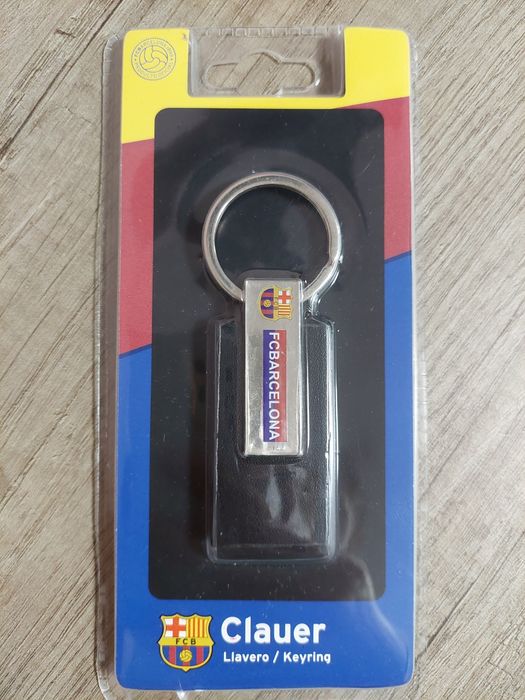 FCBARCELONA
FCB
Clauer
Llavero / Keyring